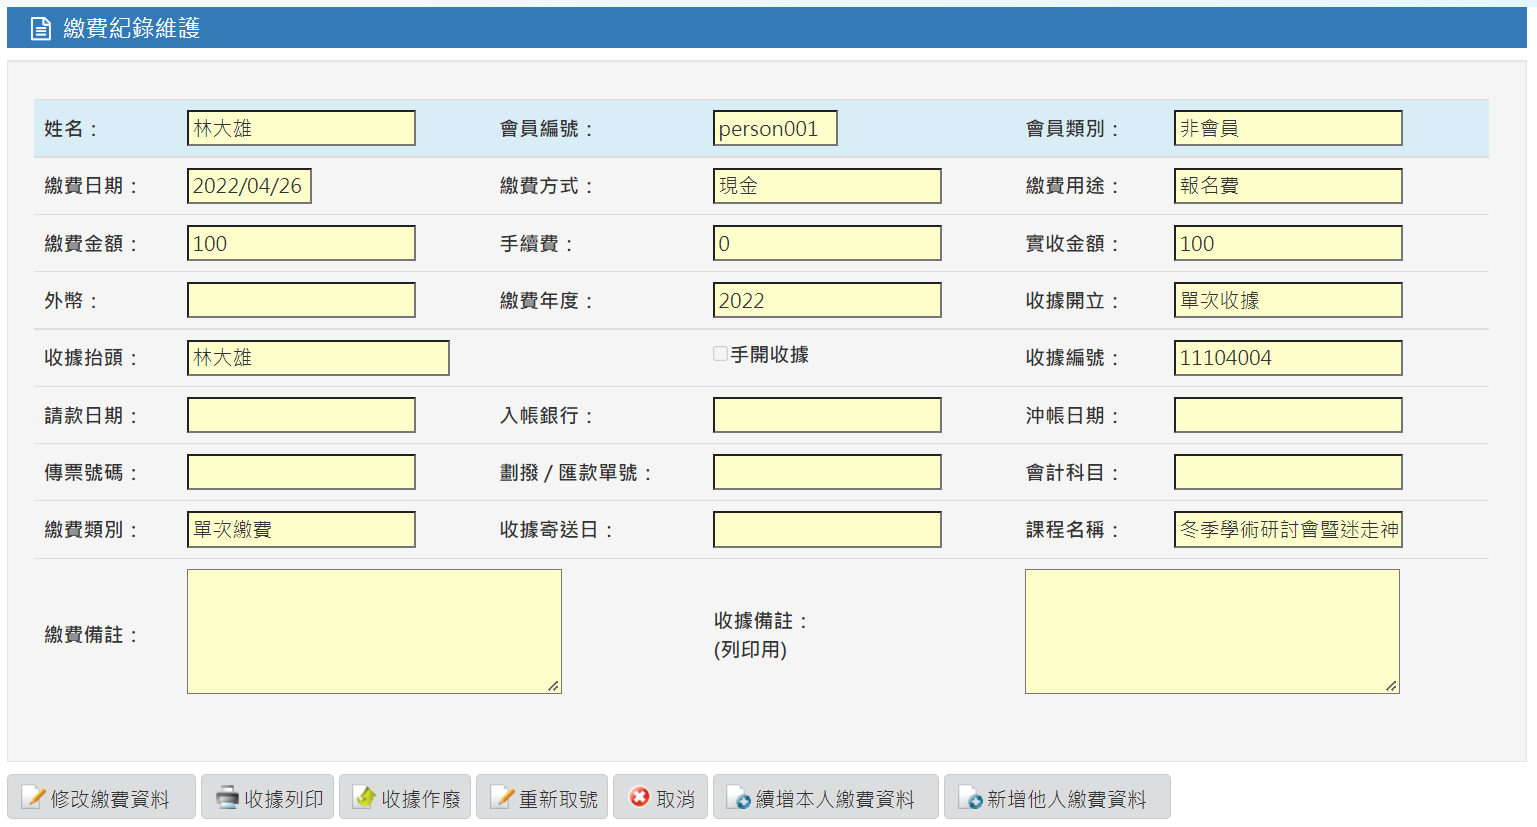 繳費紀錄維護
姓名： 林大雄 會員編號： person001 會員類別： 非會員
繳費日期： 2022/04/26 繳費方式： 現金 繳費用途： 報名費
繳費金額： 100 手續費： 0 實收金額： 100
外幣： 繳費年度： 2022 收據開立： 單次收據
收據抬頭： 林大雄 手開收據 收據編號： 11104004
請款日期： 入帳銀行： 沖帳日期：
傳票號碼： 劃撥 / 匯款單號： 會計科目：
繳費類別： 單次繳費 收據寄送日： 課程名稱： 冬季學術研討會暨迷走神
繳費備註： 收據備註：
(列印用)
修改繳費資料 收據列印 收據作廢 重新取號 取消 續增本人繳費資料 新增他人繳費資料